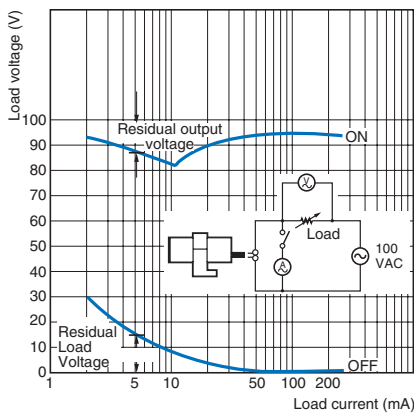 Load voltage (V)
100
90
80
70
60
50
40
30
20
10
0
Residual output
voltage
ON
V
Load
A
100
VAC
Residual
Load
Voltage
OFF
1
5
10
50
100
200
Load current (mA)